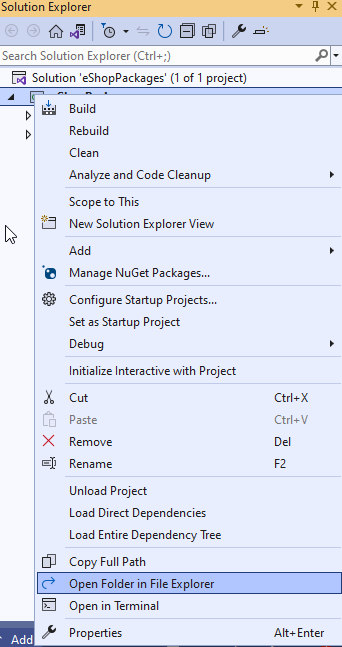 Solution Explorer
Search Solution Explorer (Ctrl+;)
Solution 'eShopPackages' (1 of 1 project)
Build
Rebuild
Clean
Analyze and Code Cleanup
Scope to This
New Solution Explorer View
Add
Manage NuGet Packages...
Configure Startup Projects...
Set as Startup Project
Debug
Initialize Interactive with Project
Cut Ctrl+X
Paste Ctrl+V
Remove Del
Rename F2
Unload Project
Load Direct Dependencies
Load Entire Dependency Tree
Copy Full Path
Open Folder in File Explorer
Open in Terminal
Properties Alt+Enter
Add